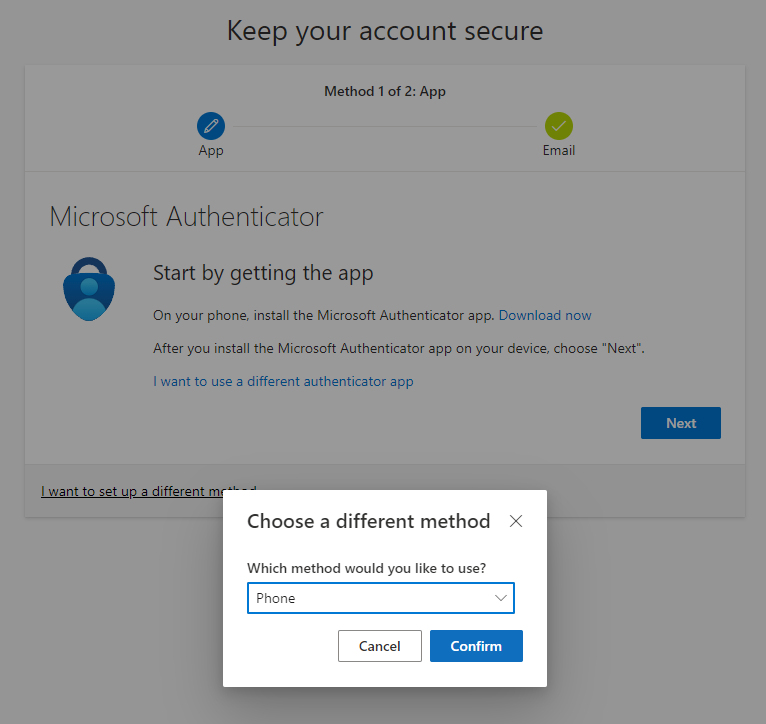 Keep your account secure
Method 1 of 2: App
App
Email
Microsoft Authenticator
Start by getting the app
On your phone, install the Microsoft Authenticator app. Download now
After you install the Microsoft Authenticator app on your device, choose "Next".
I want to use a different authenticator app
Next
I want to set up a different method
Choose a different method
Which method would you like to use?
Phone
Cancel
Confirm